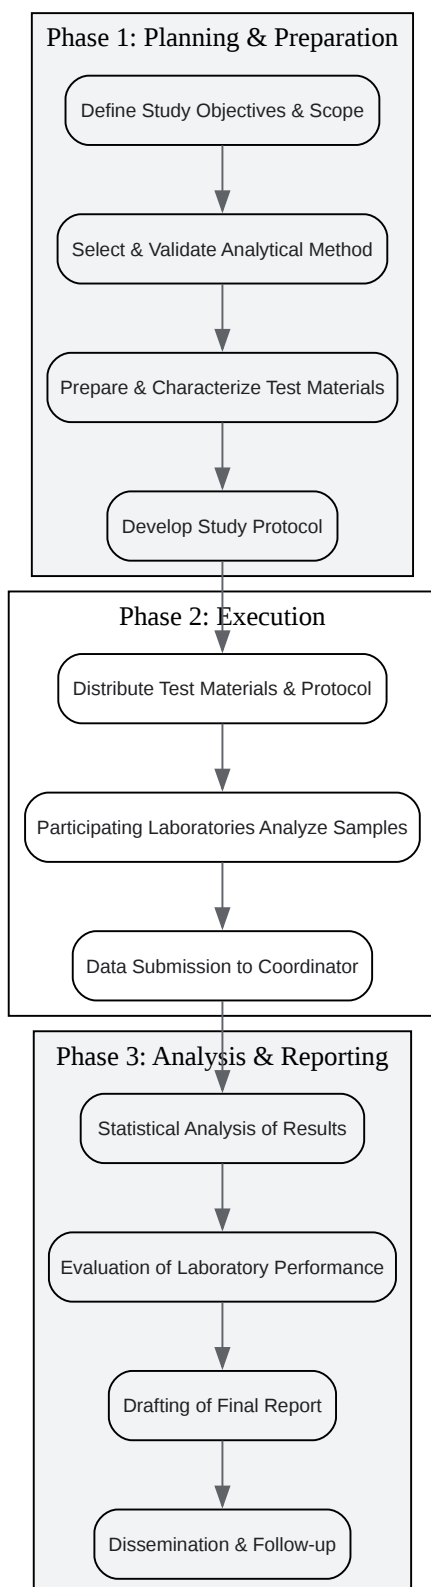 Phase 1: Planning & Preparation
Define Study Objectives & Scope
Select & Validate Analytical Method
Prepare & Characterize Test Materials
Develop Study Protocol
Phase 2: Execution
Distribute Test Materials & Protocol
Participating Laboratories Analyze Samples
Data Submission to Coordinator
Phase 3: Analysis & Reporting
Statistical Analysis of Results
Evaluation of Laboratory Performance
Drafting of Final Report
Dissemination & Follow-up